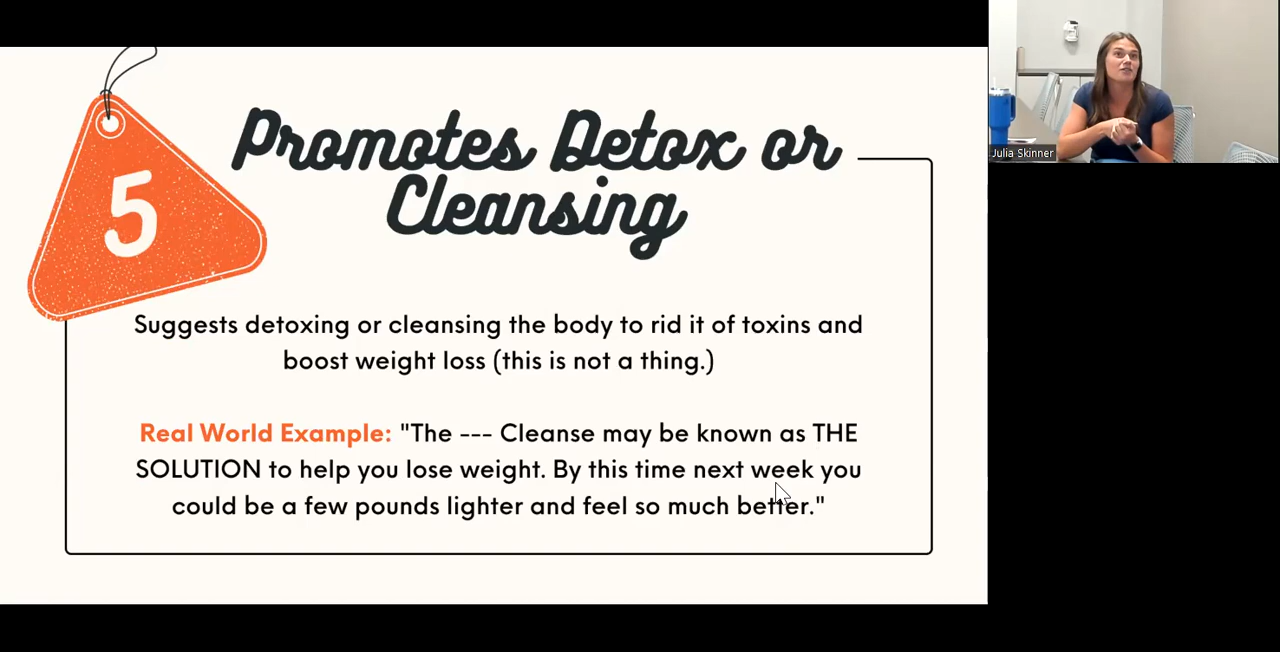 5
Promotes Detox or
Cleansing
Suggests detoxing or cleansing the body to rid it of toxins and
boost weight loss (this is not a thing.)
Real World Example: "The --- Cleanse may be known as THE
SOLUTION to help you lose weight. By this time next week you
could be a few pounds lighter and feel so much better."
Julia Skinner